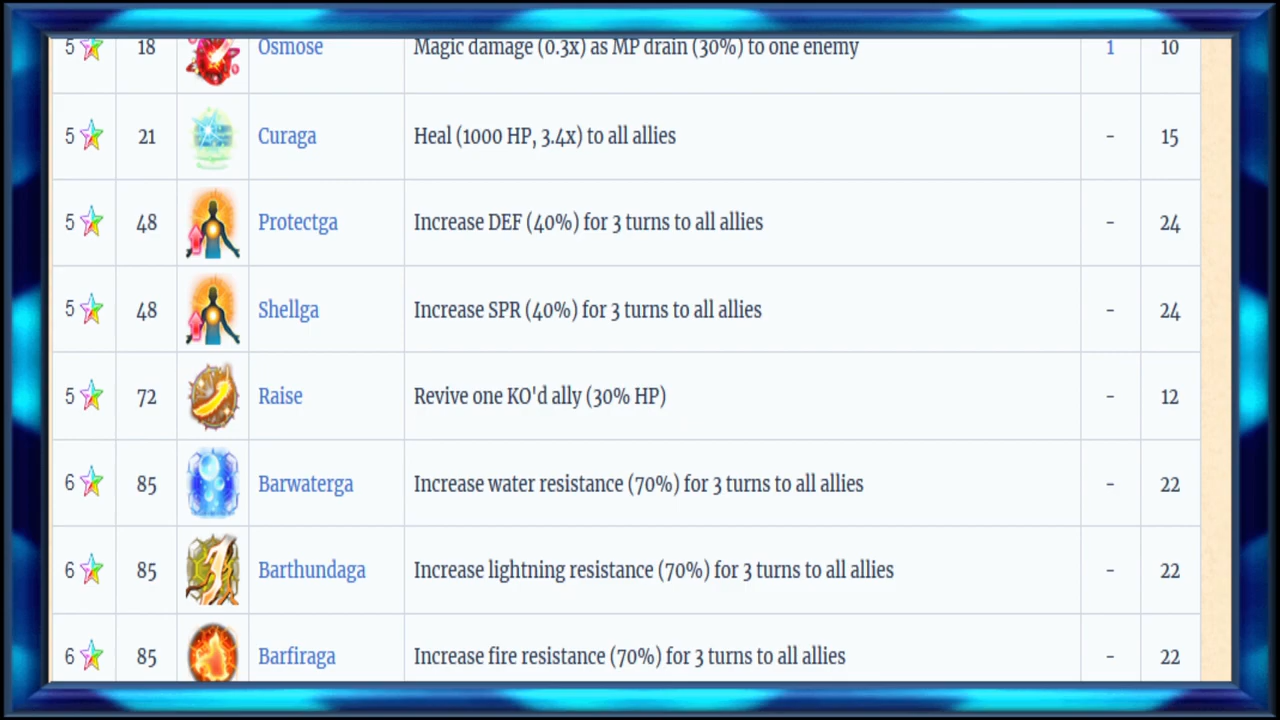 5 18 Osmose Magic damage (0.3x) as MP drain (30%) to one enemy 1 10
5 21 Curaga Heal (1000 HP, 3.4x) to all allies - 15
5 48 Protectga Increase DEF (40%) for 3 turns to all allies - 24
5 48 Shellga Increase SPR (40%) for 3 turns to all allies - 24
5 72 Raise Revive one KO'd ally (30% HP) - 12
6 85 Barwaterga Increase water resistance (70%) for 3 turns to all allies - 22
6 85 Barthundaga Increase lightning resistance (70%) for 3 turns to all allies - 22
6 85 Barfiraga Increase fire resistance (70%) for 3 turns to all allies - 22